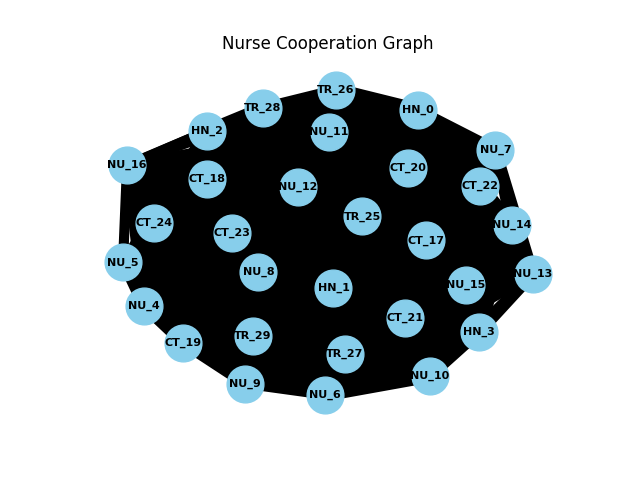 Nurse Cooperation Graph
TR_26
TR_28
HN_0
HN_2
NU_11
NU_7
NU_16
CT_20
CT_18
CT_22
NU_12
TR_25
CT_24
NU_14
CT_23
CT_17
NU_5
NU_8
NU_13
NU_15
HN_1
NU_4
CT_21
HN_3
TR_29
CT_19
TR_27
NU_10
NU_9
NU_6